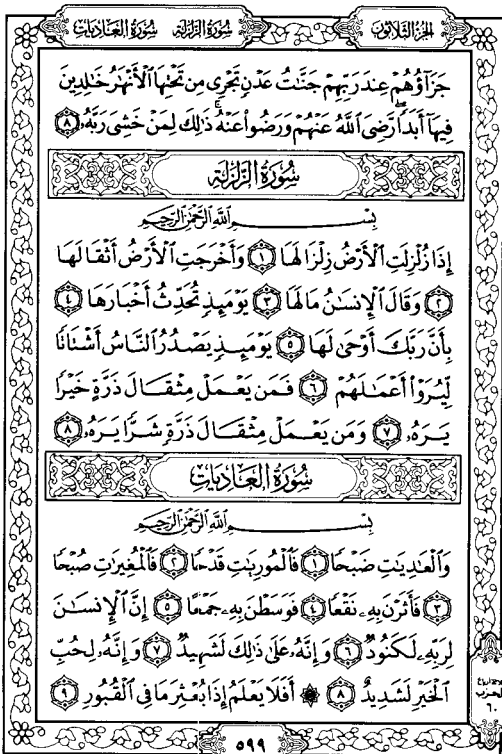 الجزء الثلاثون سورة الزلزلة سورة العاديات
جَزَآؤُهُمْ عِندَ رَبِّهِمْ جَنَّٰتُ عَدْنٍ تَجْرِى مِن تَحْتِهَا ٱلْأَنْهَٰرُ خَٰلِدِينَ
فِيهَآ أَبَدًا رَّضِىَ ٱللَّهُ عَنْهُمْ وَرَضُوا۟ عَنْهُ ذَٰلِكَ لِمَنْ خَشِىَ رَبَّهُۥ ٨
سُورَةُ الزَّلْزَلَةِ
بِسْمِ ٱللَّهِ ٱلرَّحْمَٰنِ ٱلرَّحِيمِ
إِذَا زُلْزِلَتِ ٱلْأَرْضُ زِلْزَالَهَا ١ وَأَخْرَجَتِ ٱلْأَرْضُ أَثْقَالَهَا
٢ وَقَالَ ٱلْإِنسَٰنُ مَا لَهَا ٣ يَوْمَئِذٍ تُحَدِّثُ أَخْبَارَهَا ٤
بِأَنَّ رَبَّكَ أَوْحَىٰ لَهَا ٥ يَوْمَئِذٍ يَصْدُرُ ٱلنَّاسُ أَشْتَاتًا
لِّيُرَوْا۟ أَعْمَٰلَهُمْ ٦ فَمَن يَعْمَلْ مِثْقَالَ ذَرَّةٍ خَيْرًا
يَرَهُۥ ٧ وَمَن يَعْمَلْ مِثْقَالَ ذَرَّةٍ شَرًّا يَرَهُۥ ٨
سُورَةُ العَادِيَاتِ
بِسْمِ ٱللَّهِ ٱلرَّحْمَٰنِ ٱلرَّحِيمِ
وَٱلْعَٰدِيَٰتِ ضَبْحًا ١ فَٱلْمُورِيَٰتِ قَدْحًا ٢ فَٱلْمُغِيرَٰتِ صُبْحًا
٣ فَأَثَرْنَ بِهِۦ نَقْعًا ٤ فَوَسَطْنَ بِهِۦ جَمْعًا ٥ إِنَّ ٱلْإِنسَٰنَ
لِرَبِّهِۦ لَكَنُودٌ ٦ وَإِنَّهُۥ عَلَىٰ ذَٰلِكَ لَشَهِيدٌ ٧ وَإِنَّهُۥ لِحُبِّ
ٱلْخَيْرِ لَشَدِيدٌ ٨ ۞ أَفَلَا يَعْلَمُ إِذَا بُعْثِرَ مَا فِى ٱلْقُبُورِ ٩
الحزب
٦٠
٥٩٩